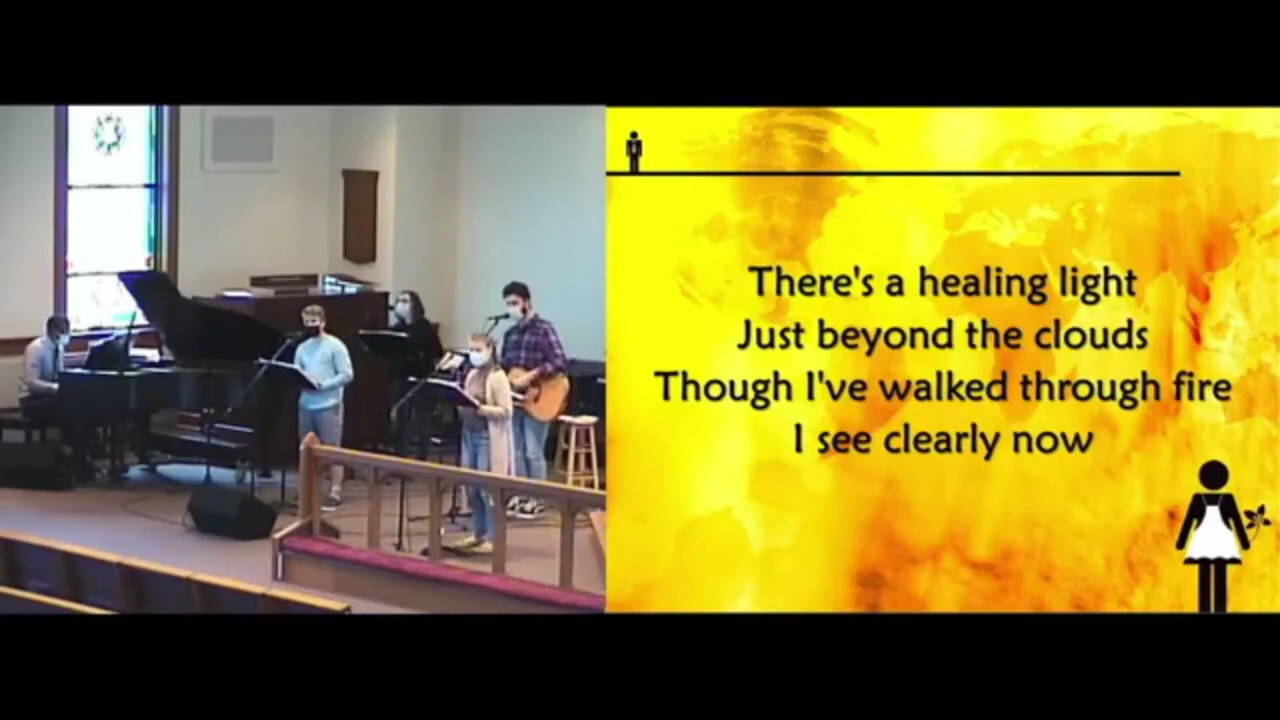 There's a healing light
Just beyond the clouds
Though I've walked through fire
I see clearly now